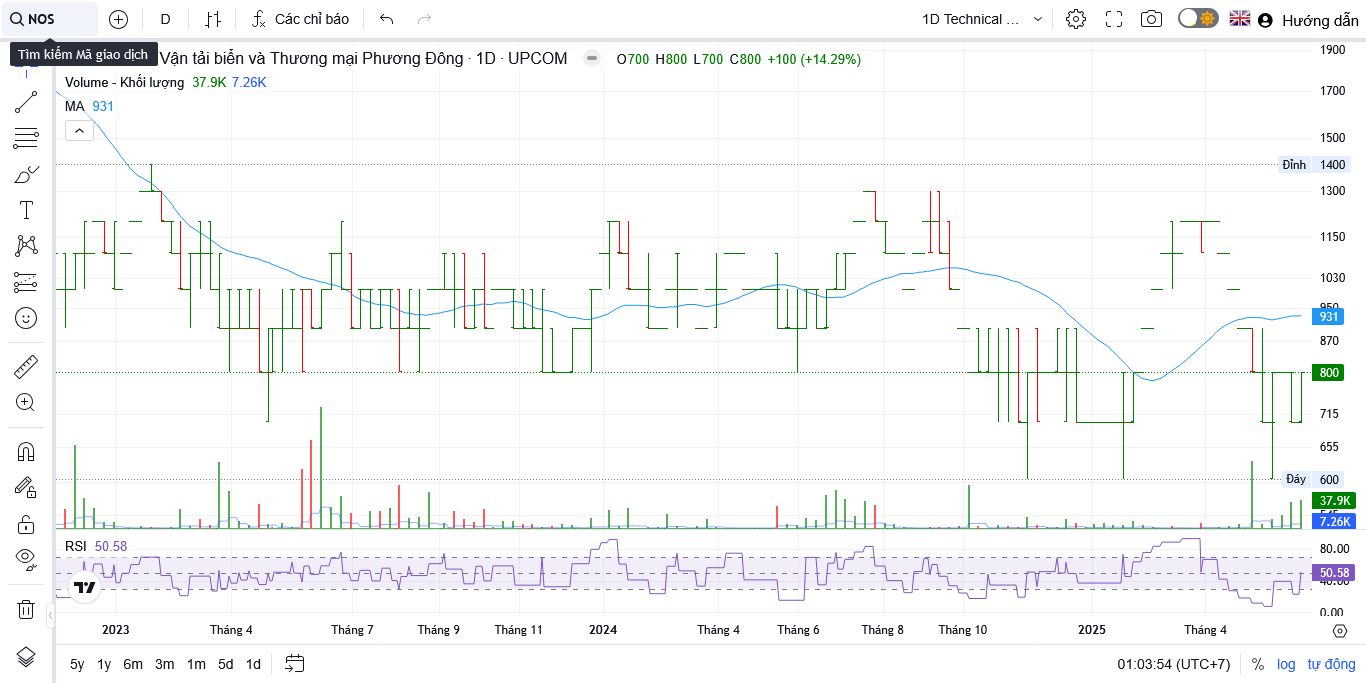 NOS D Các chỉ báo 1D Technical ... Hướng dẫn
Tìm kiếm Mã giao dịch
Vận tải biển và Thương mại Phương Đông · 1D · UPCOM O700 H800 L700 C800 +100 (+14.29%)
Volume - Khối lượng 37.9K 7.26K
MA 931
1900
1700
1500
Đỉnh 1400
1300
1150
1030
950
931
870
800
715
655
Đáy 600
37.9K
545
7.26K
RSI 50.58
80.00
50.58
40.00
0.00
2023 Tháng 4 Tháng 7 Tháng 9 Tháng 11 2024 Tháng 4 Tháng 6 Tháng 8 Tháng 10 2025 Tháng 4
5y 1y 6m 3m 1m 5d 1d 01:03:54 (UTC+7) % log tự động